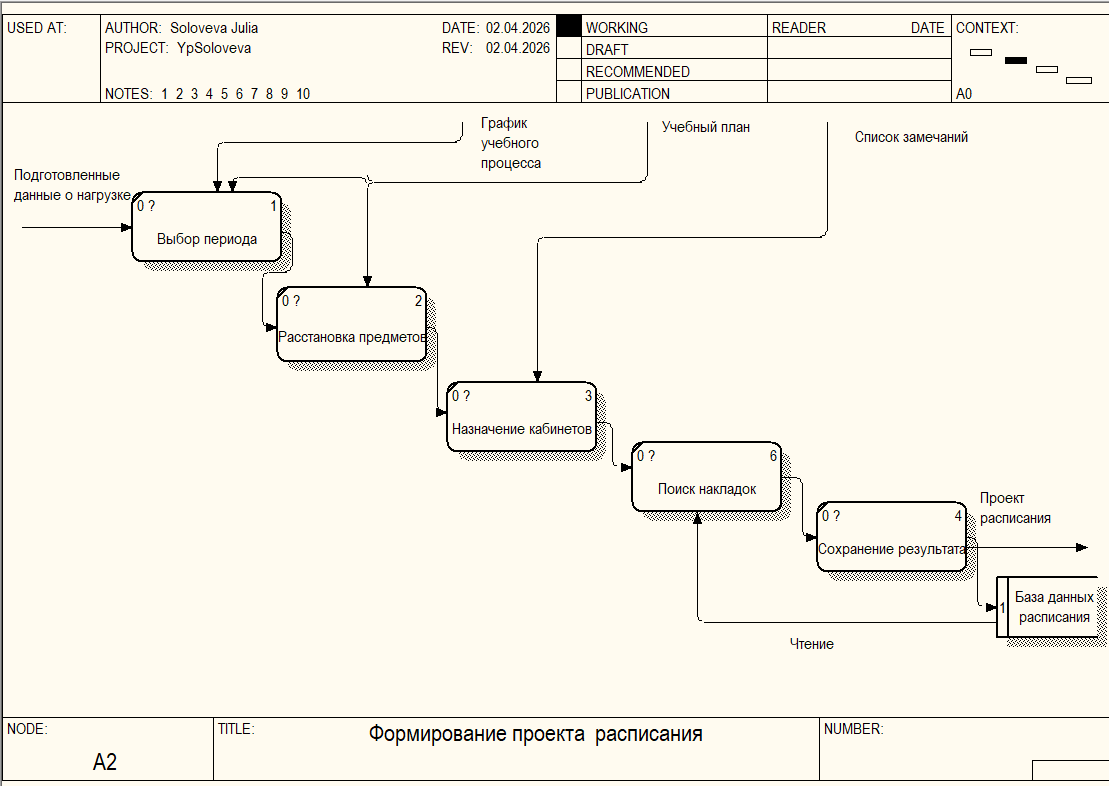 USED AT:
AUTHOR: Soloveva Julia
DATE: 02.04.2026
PROJECT: YpSoloveva
REV: 02.04.2026
NOTES: 1 2 3 4 5 6 7 8 9 10
WORKING
DRAFT
RECOMMENDED
PUBLICATION
READER
DATE
CONTEXT:
A0
График
учебного
процесса
Учебный план
Список замечаний
Подготовленные
данные о нагрузке
0 ?
1
Выбор периода
0 ?
2
Расстановка предметов
0 ?
3
Назначение кабинетов
0 ?
6
Поиск накладок
0 ?
4
Сохранение результата
Проект
расписания
1
База данных
расписания
Чтение
NODE:
A2
TITLE:
Формирование проекта расписания
NUMBER: